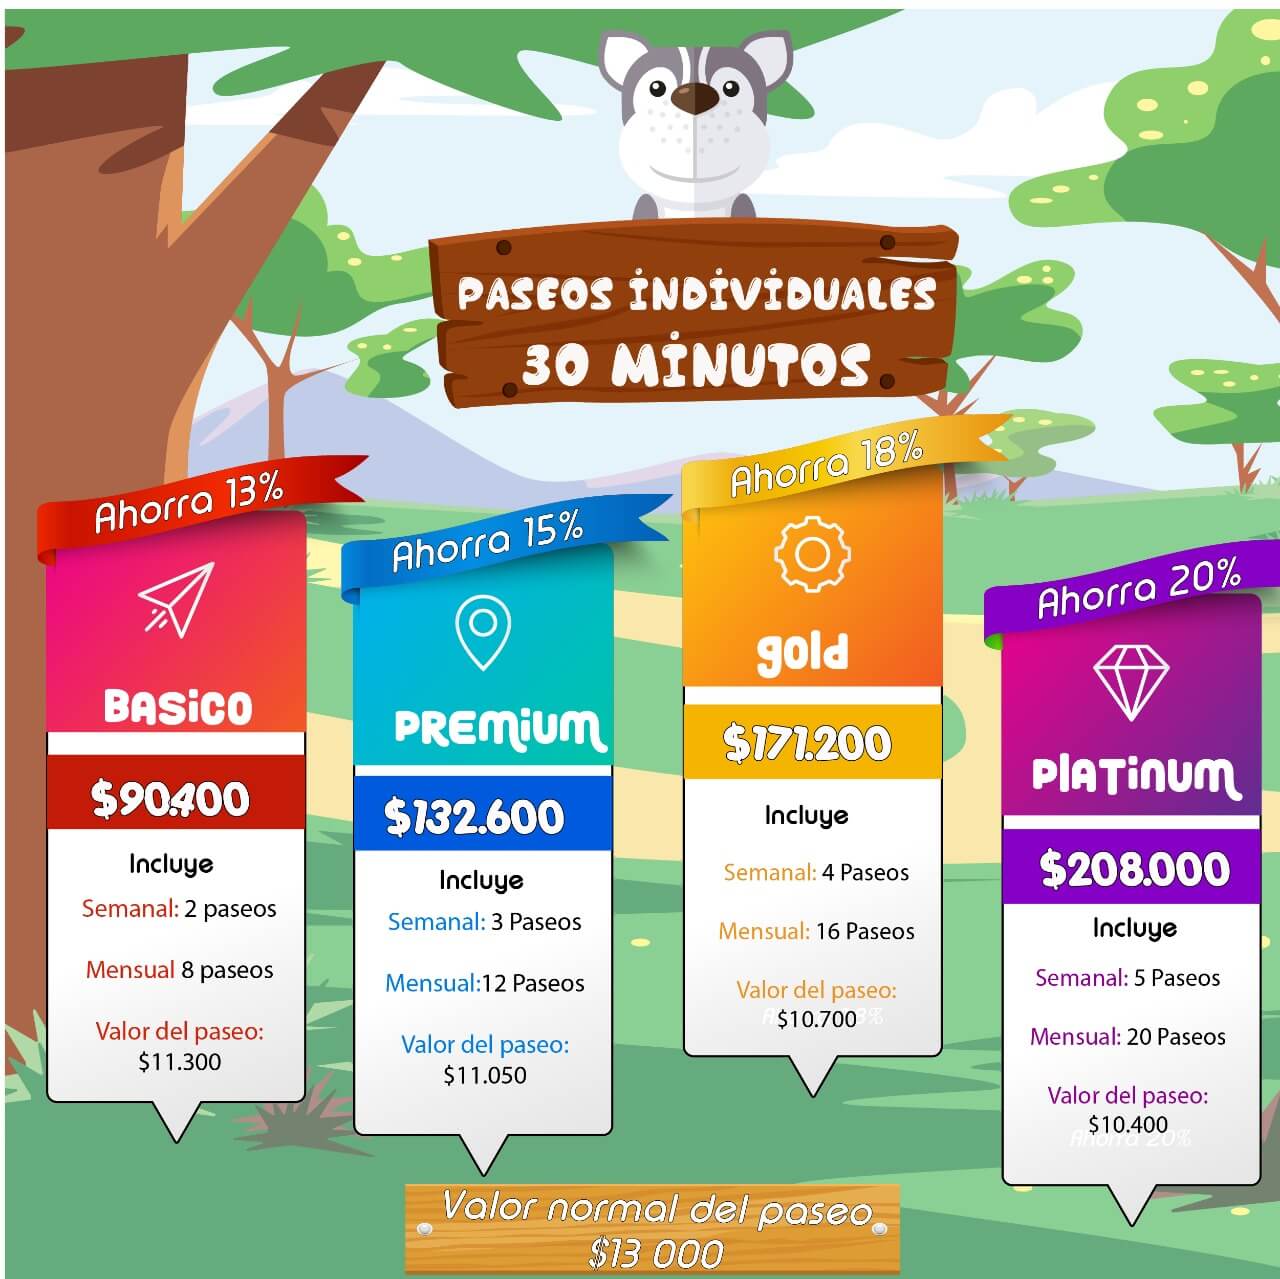 PASEOS iNDiViDUALES
30 MiNUTOS
Ahorra 13%
BASiCO
$90.400
Incluye
Semanal: 2 paseos
Mensual 8 paseos
Valor del paseo:
$11.300
Ahorra 15%
PREMiUM
$132.600
Incluye
Semanal: 3 Paseos
Mensual:12 Paseos
Valor del paseo:
$11.050
Ahorra 18%
gold
$171.200
Incluye
Semanal: 4 Paseos
Mensual: 16 Paseos
Valor del paseo:
$10.700
Ahorra 20%
PlATiNUM
$208.000
Incluye
Semanal: 5 Paseos
Mensual: 20 Paseos
Valor del paseo:
$10.400
Ahorra 20%
Valor normal del paseo
$13 000